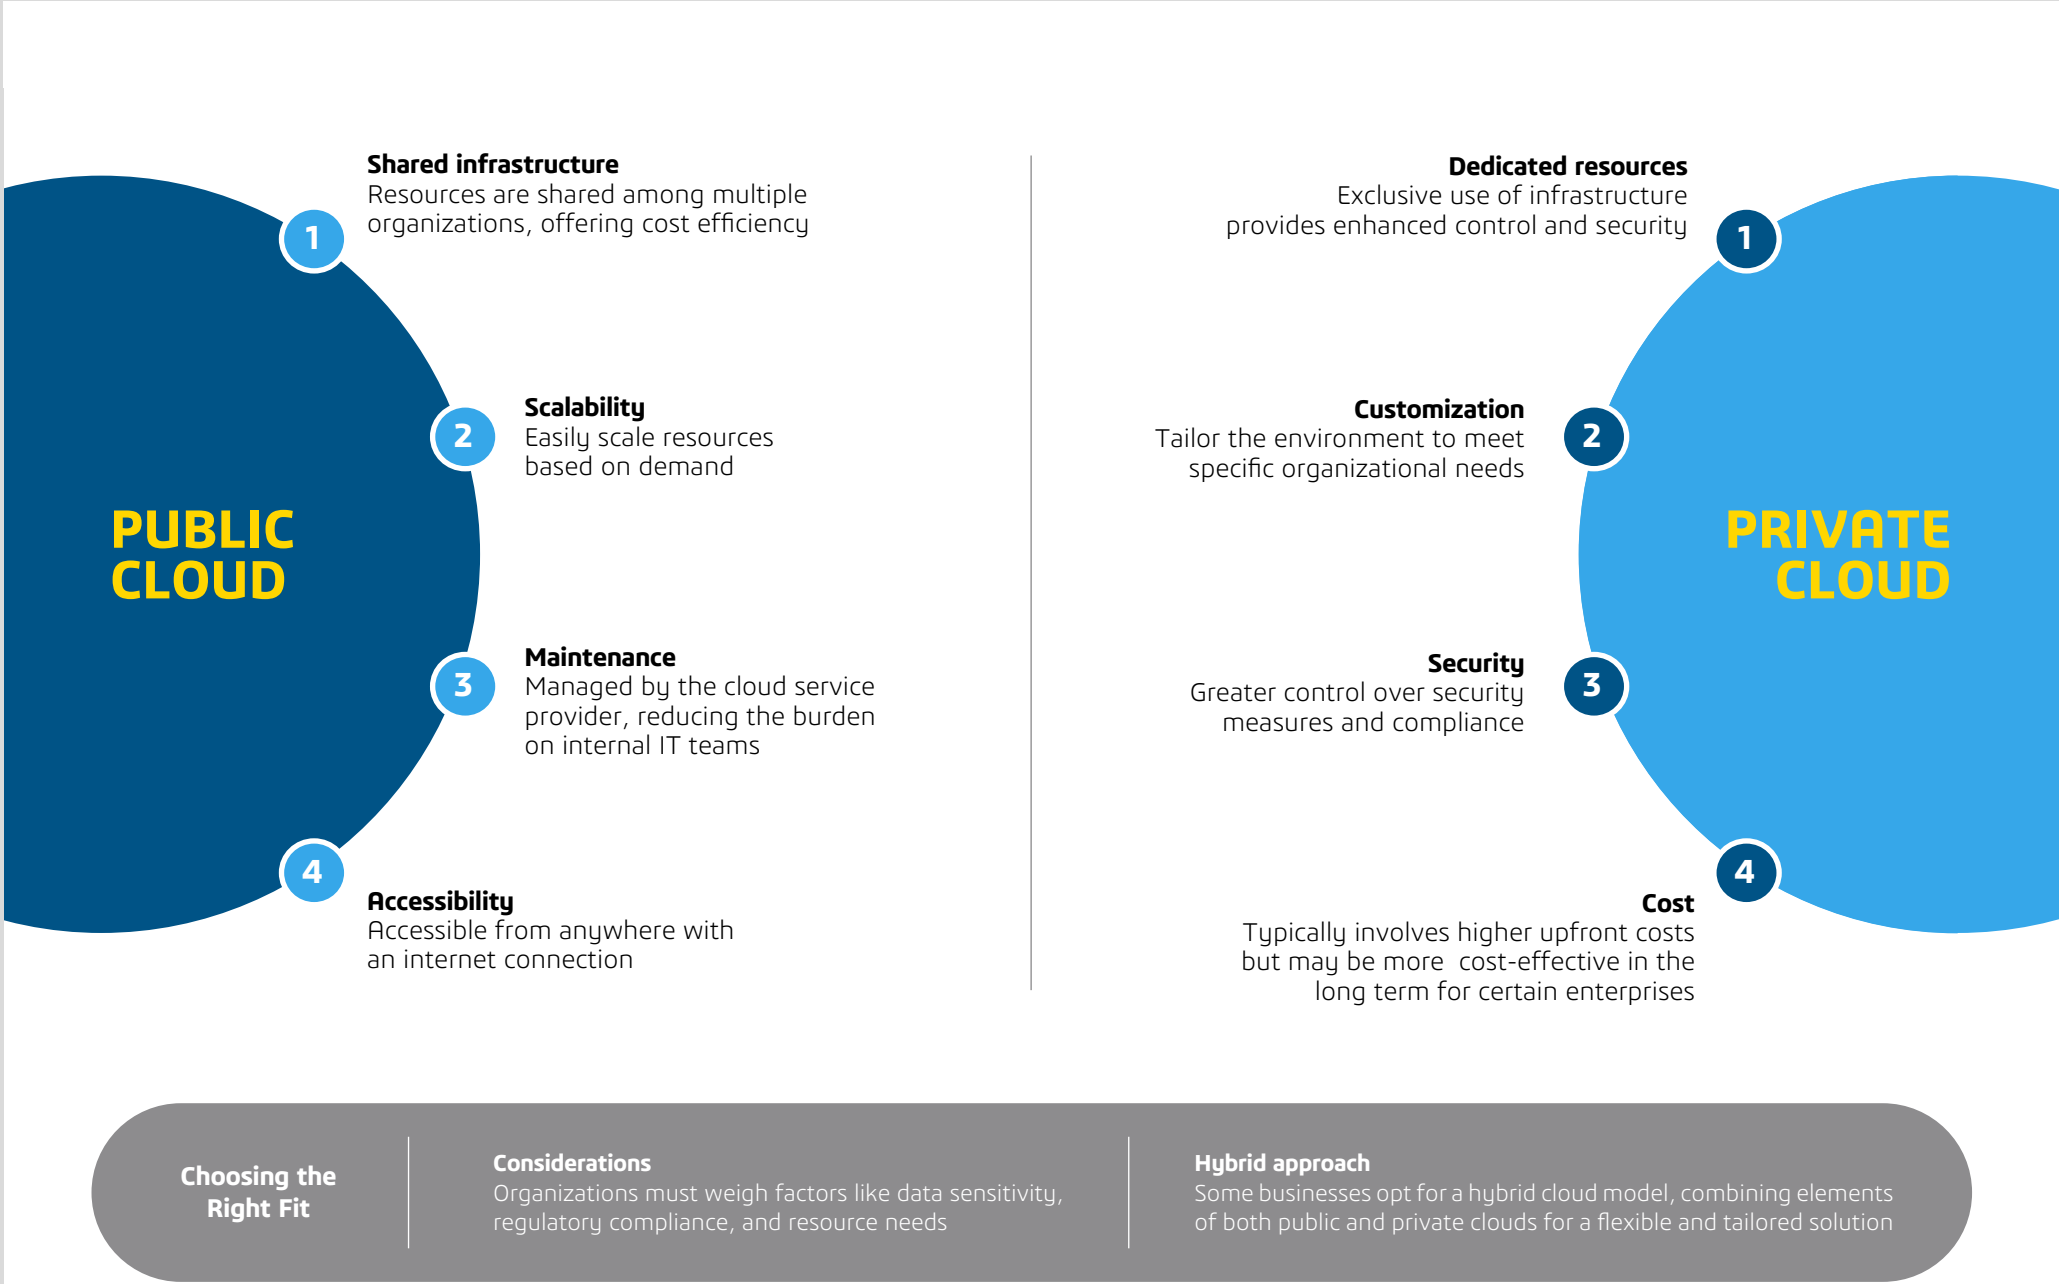 PUBLIC
CLOUD
1
Shared infrastructure
Resources are shared among multiple
organizations, offering cost efficiency
2
Scalability
Easily scale resources
based on demand
3
Maintenance
Managed by the cloud service
provider, reducing the burden
on internal IT teams
4
Accessibility
Accessible from anywhere with
an internet connection
PRIVATE
CLOUD
Dedicated resources
Exclusive use of infrastructure
provides enhanced control and security
1
Customization
Tailor the environment to meet
specific organizational needs
2
Security
Greater control over security
measures and compliance
3
Cost
Typically involves higher upfront costs
but may be more  cost-effective in the
long term for certain enterprises
4
Choosing the
Right Fit
Considerations
Organizations must weigh factors like data sensitivity,
regulatory compliance, and resource needs
Hybrid approach
Some businesses opt for a hybrid cloud model, combining elements
of both public and private clouds for a flexible and tailored solution